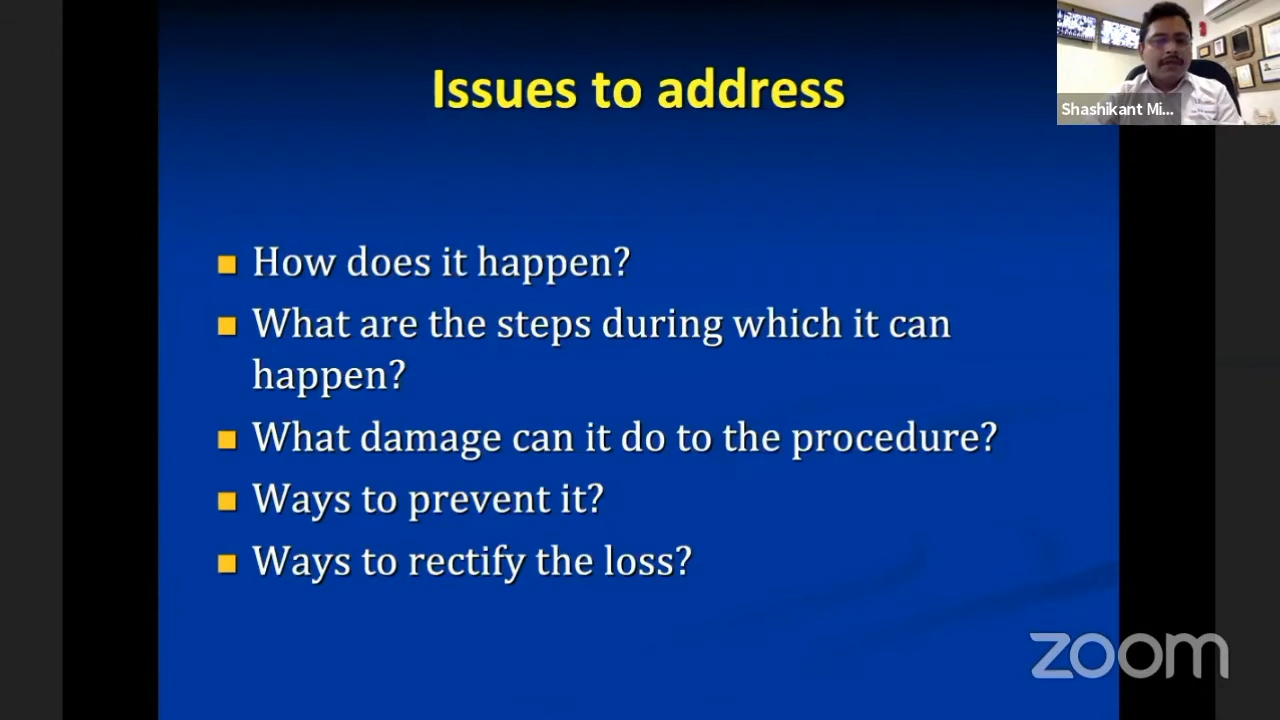 Issues to address
Shashikant Mi...
How does it happen?
What are the steps during which it can
happen?
What damage can it do to the procedure?
Ways to prevent it?
Ways to rectify the loss?
zoom